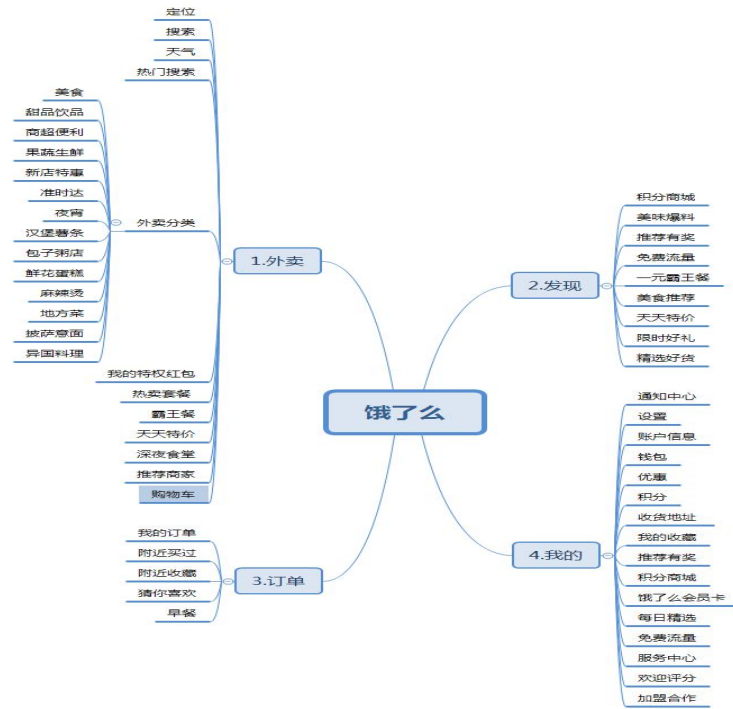 饿了么
1.外卖
定位
搜索
天气
热门搜索
外卖分类
美食
甜品饮品
商超便利
果蔬生鲜
新店特惠
准时达
夜宵
汉堡薯条
包子粥店
鲜花蛋糕
麻辣烫
地方菜
披萨意面
异国料理
我的特权红包
热卖套餐
霸王餐
天天特价
深夜食堂
推荐商家
购物车
2.发现
积分商城
美味爆料
推荐有奖
免费流量
一元霸王餐
美食推荐
天天特价
限时好礼
精选好货
3.订单
我的订单
附近买过
附近收藏
猜你喜欢
早餐
4.我的
通知中心
设置
账户信息
钱包
优惠
积分
收货地址
我的收藏
推荐有奖
积分商城
饿了么会员卡
每日精选
免费流量
服务中心
欢迎评分
加盟合作